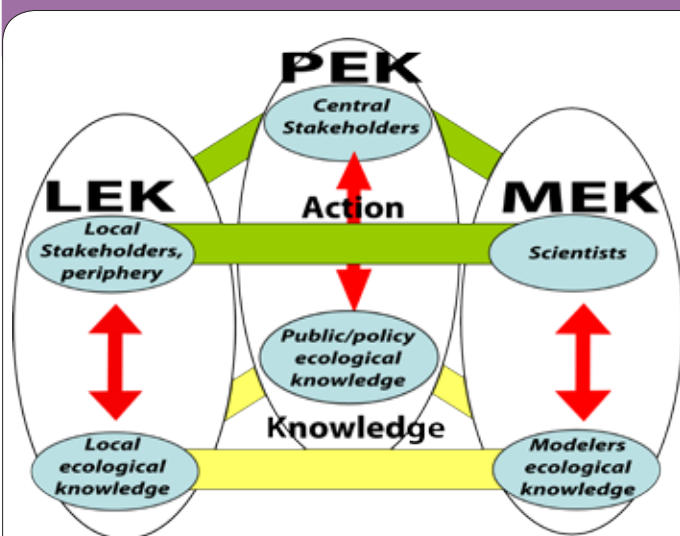 PEK
Central
Stakeholders
LEK
Action
MEK
Local
Stakeholders,
periphery
Scientists
Public/policy
ecological
knowledge
Knowledge
Local
ecological
knowledge
Modelers
ecological
knowledge